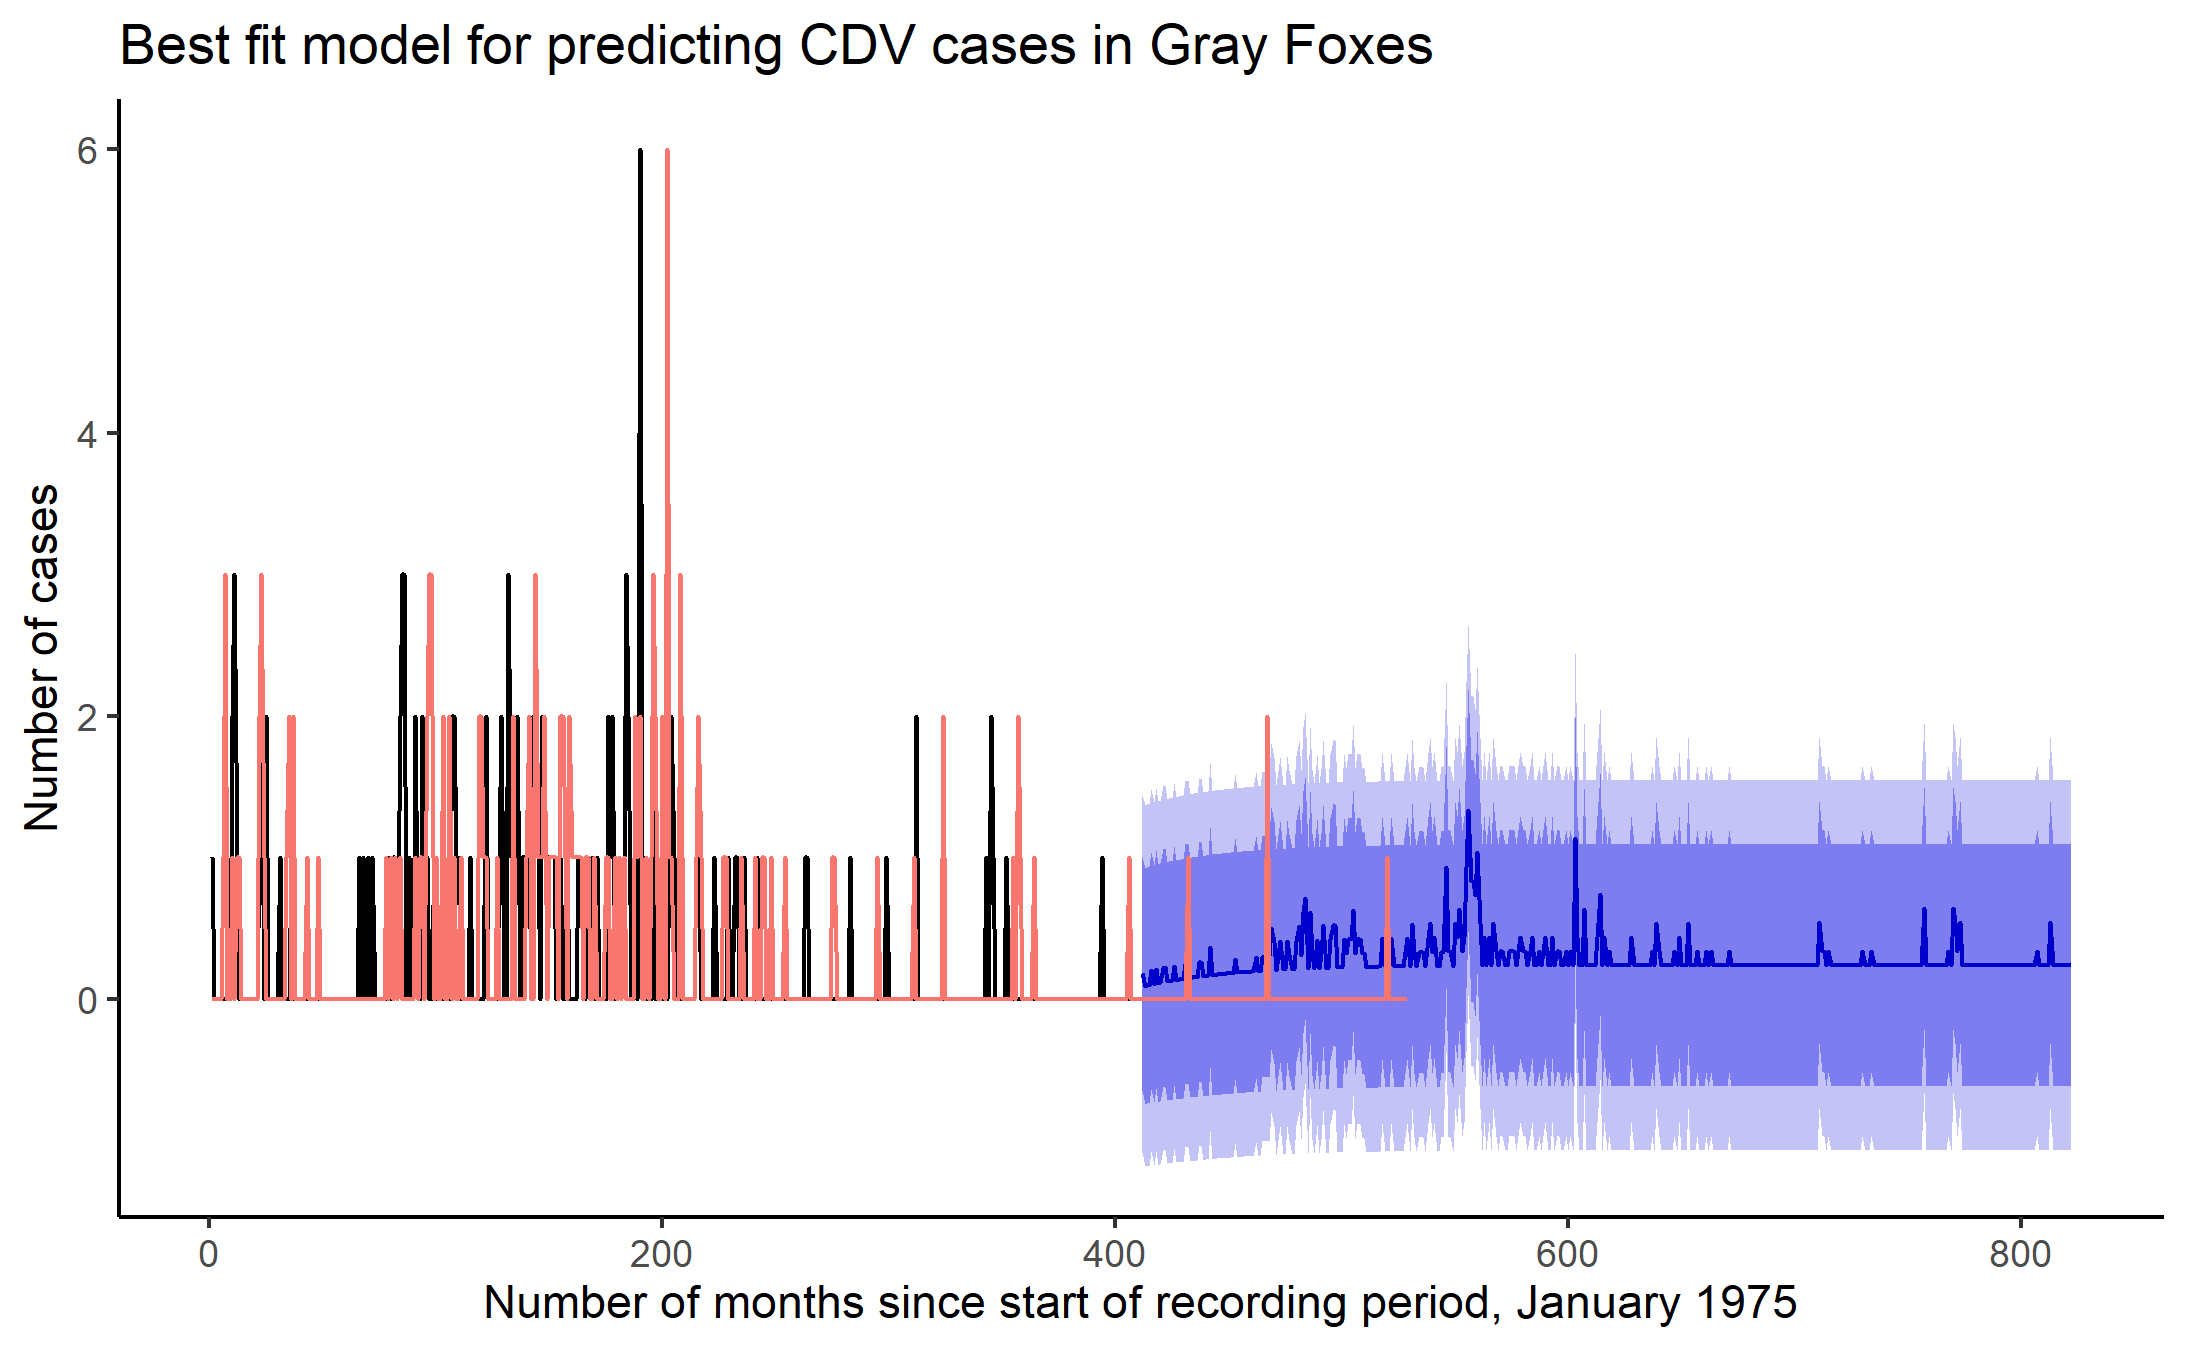 Best fit model for predicting CDV cases in Gray Foxes
6
4
2
0
Number of cases
0 200 400 600 800
Number of months since start of recording period, January 1975